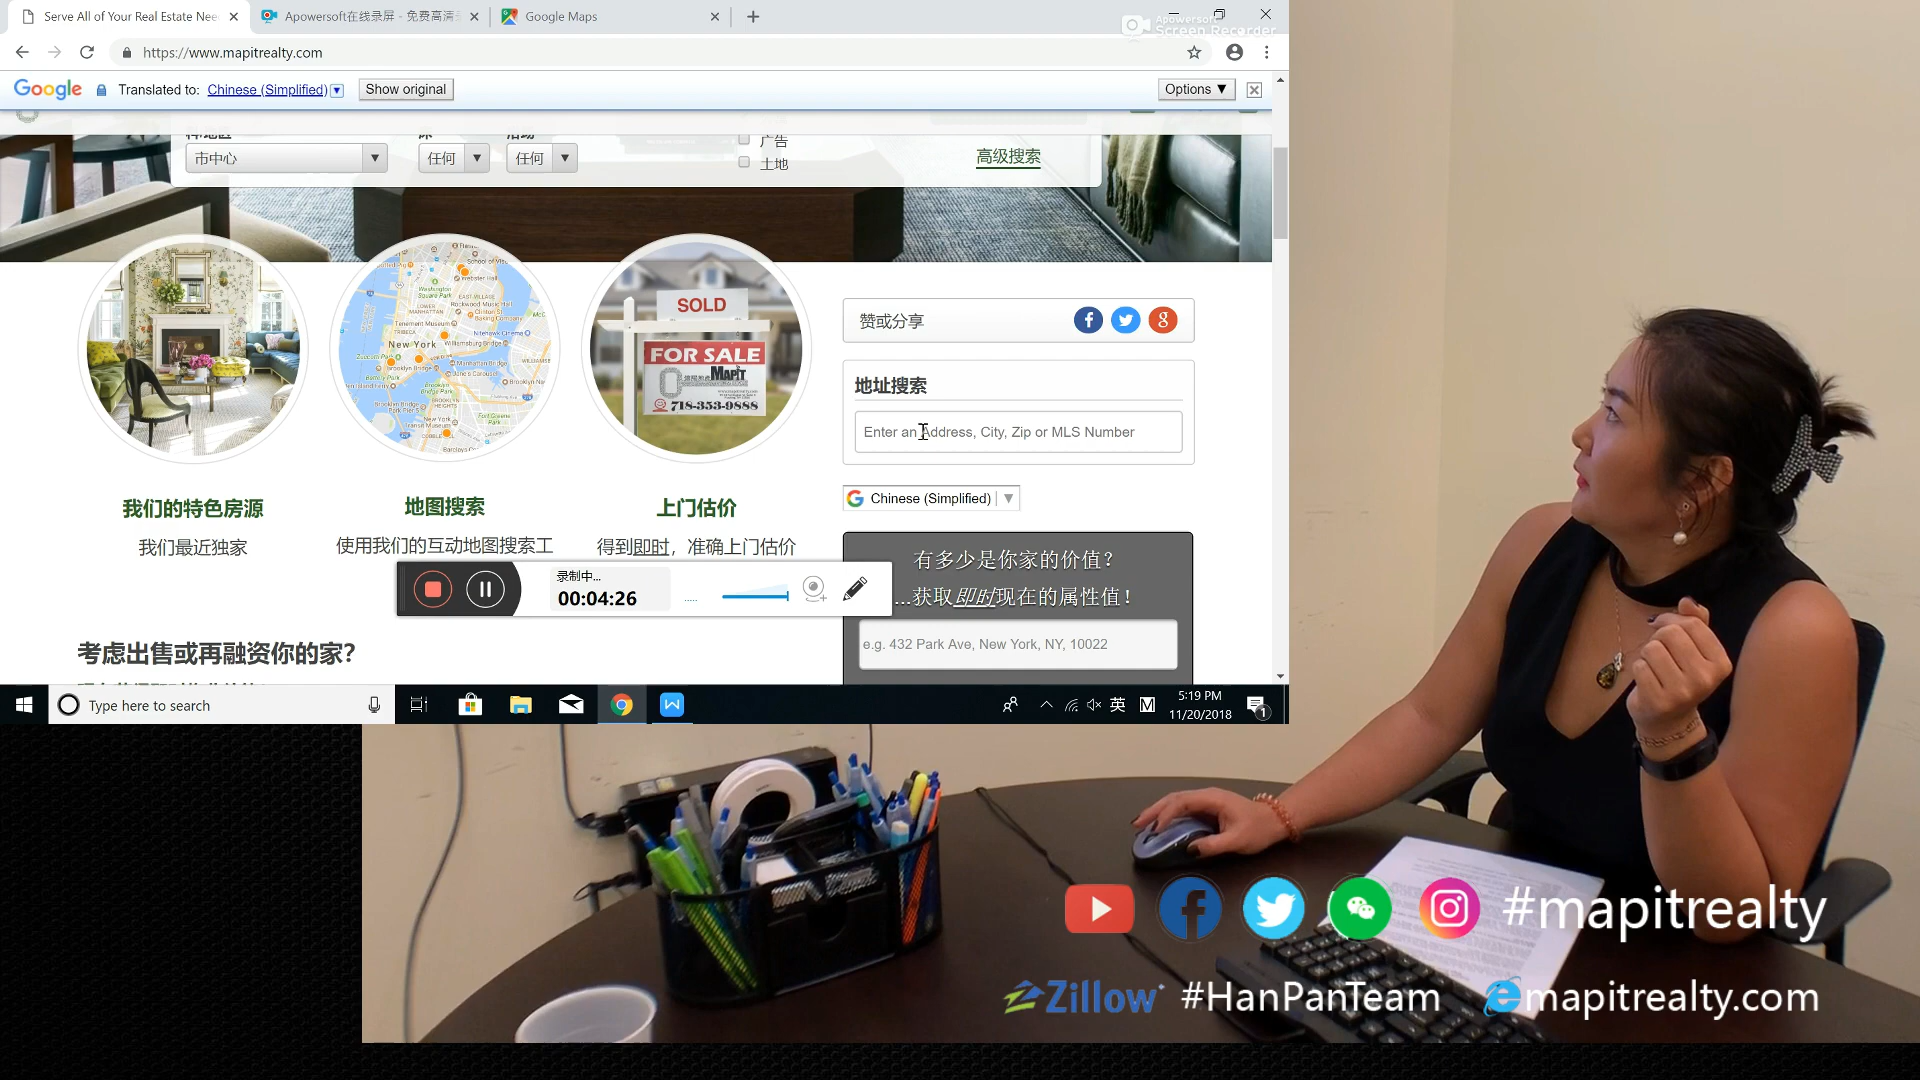 Serve All of Your Real Estate Nee
Apowersoft在线录屏 - 免费高清
Google Maps
Apowersoft
Screen Recorder
https://www.mapitrealty.com
Google
Translated to:
Chinese (Simplified)
Show original
Options ▼
市中心
任何
任何
广告
土地
高级搜索
New York
SOLD
FOR SALE
MAPIT
718-353-9888
赞或分享
地址搜索
Enter an Address, City, Zip or MLS Number
Chinese (Simplified)
我们的特色房源
地图搜索
上门估价
我们最近独家
使用我们的互动地图搜索工
得到即时，准确上门估价
有多少是你家的价值？
...获取即时现在的属性值！
e.g. 432 Park Ave, New York, NY, 10022
录制中...
00:04:26
考虑出售或再融资你的家？
Type here to search
英
M
5:19 PM
11/20/2018
1
#mapitrealty
Zillow
#HanPanTeam
mapitrealty.com